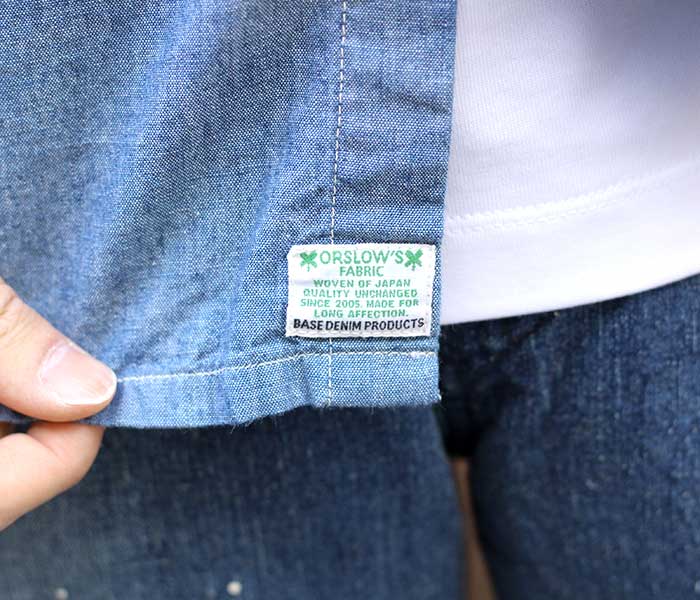 ORSLOW'S
FABRIC
WOVEN OF JAPAN
QUALITY UNCHANGED
SINCE 2005. MADE FOR
LONG AFFECTION.
BASE DENIM PRODUCTS